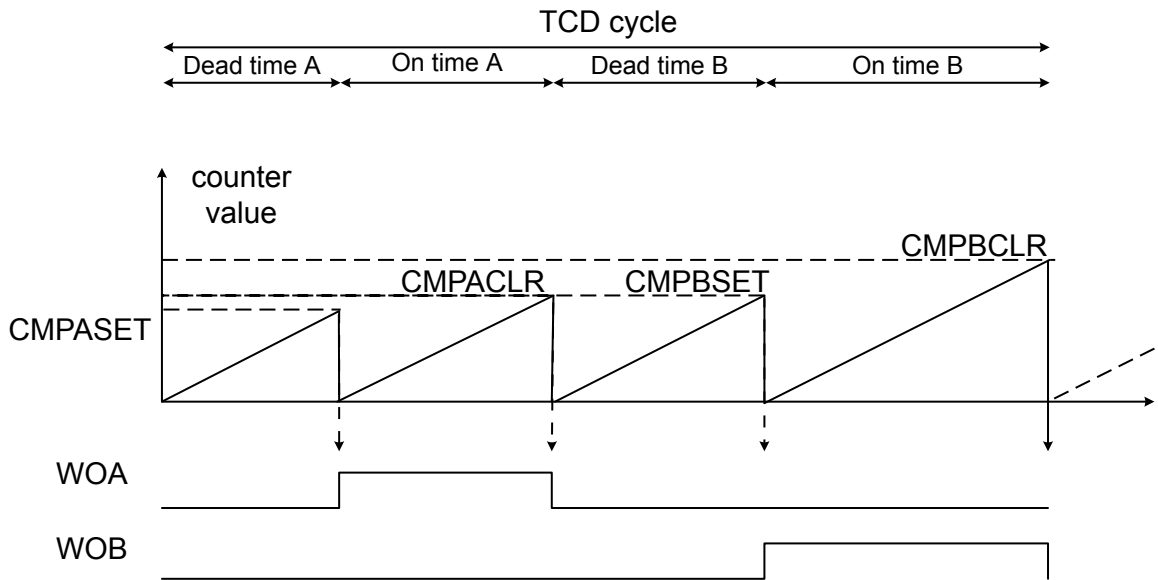 TCD cycle
Dead time A
On time A
Dead time B
On time B
counter
value
CMPBCLR
CMPACLR
CMPBSET
CMPASET
WOA
WOB